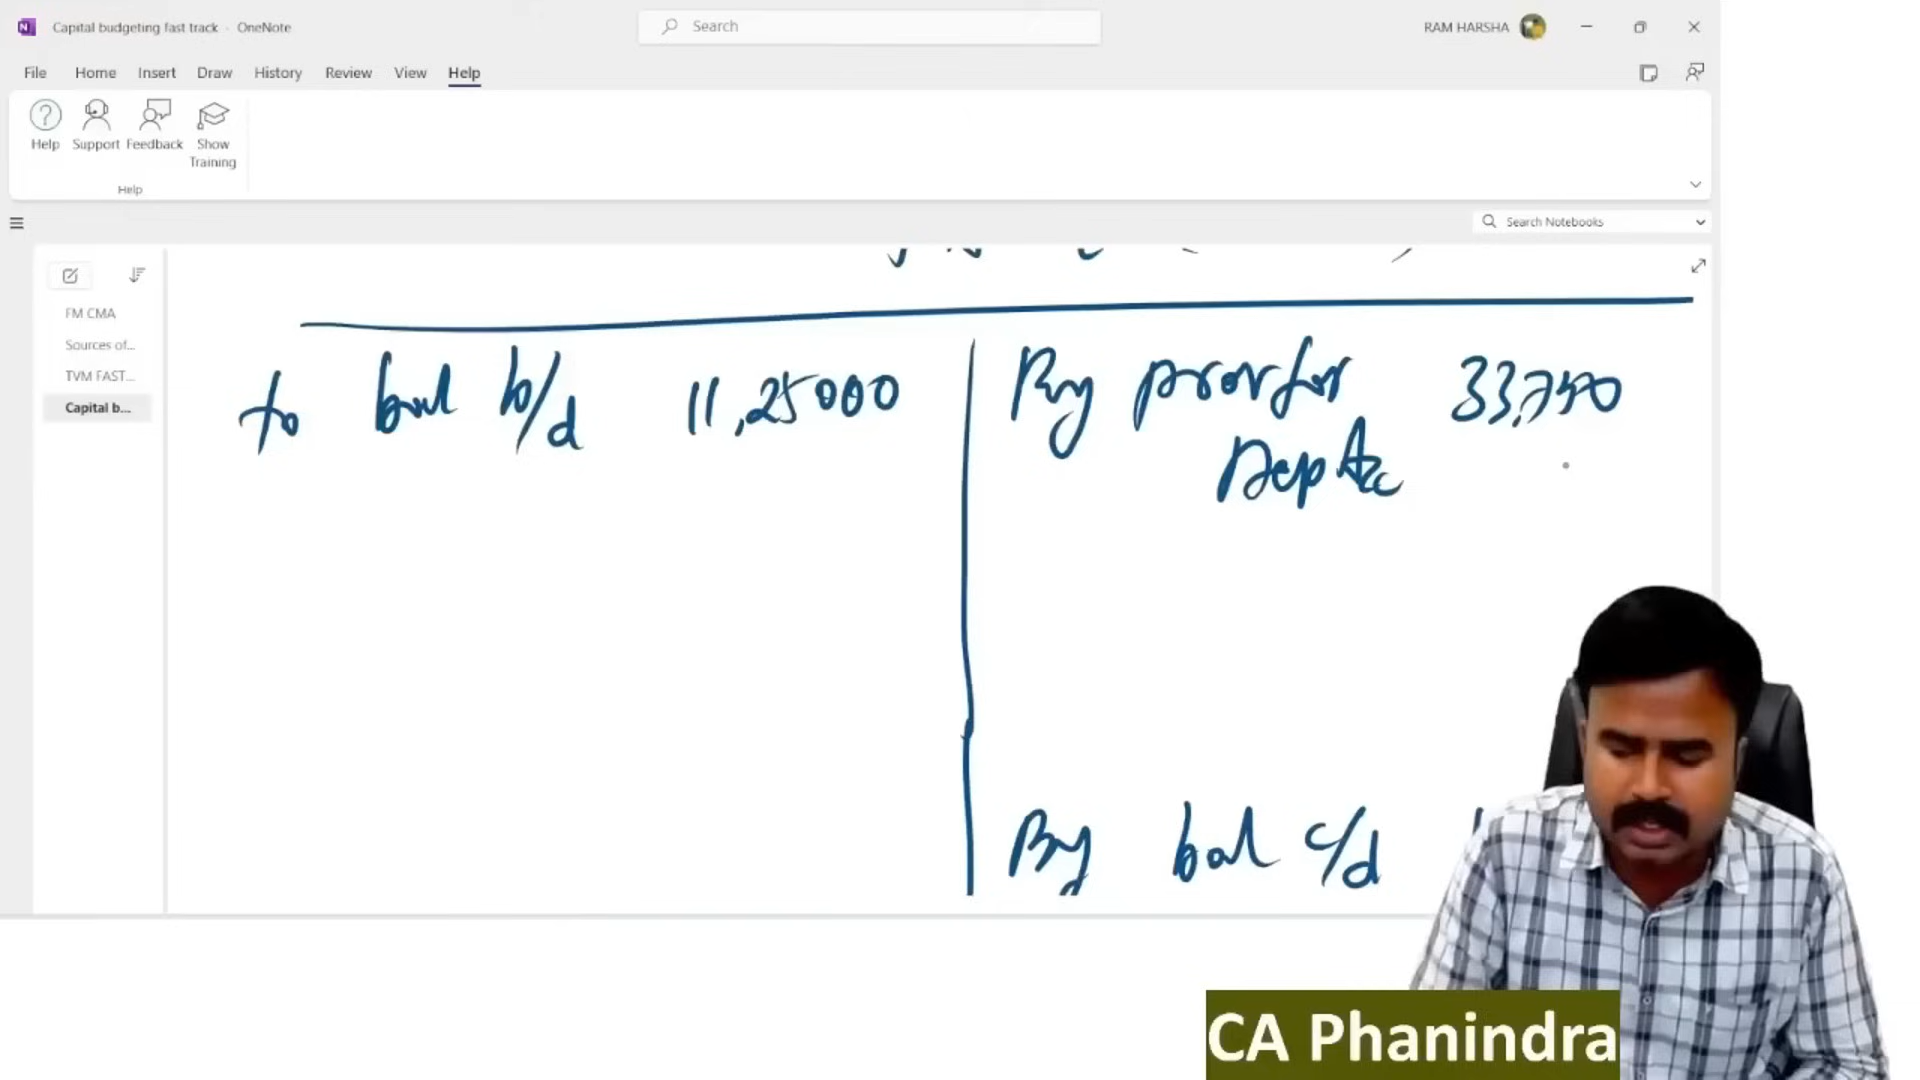 Capital budgeting fast track - OneNote
Search
RAM HARSHA
File Home Insert Draw History Review View Help
Help Support Feedback Show Training
Help
Search Notebooks
FM CMA
Sources of...
TVM FAST...
Capital b...
to bal b/d 11,25000
By prov for 33,750
Dep A/c
By bal c/d
CA Phanindra